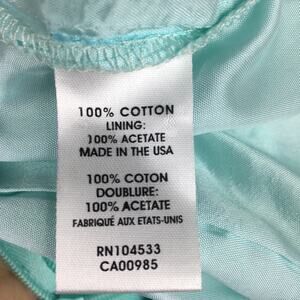 100% COTTON
LINING:
100% ACETATE
MADE IN THE USA
100% COTON
DOUBLURE:
100% ACETATE
FABRIQUÉ AUX ETATS-UNIS
RN104533
CA00985